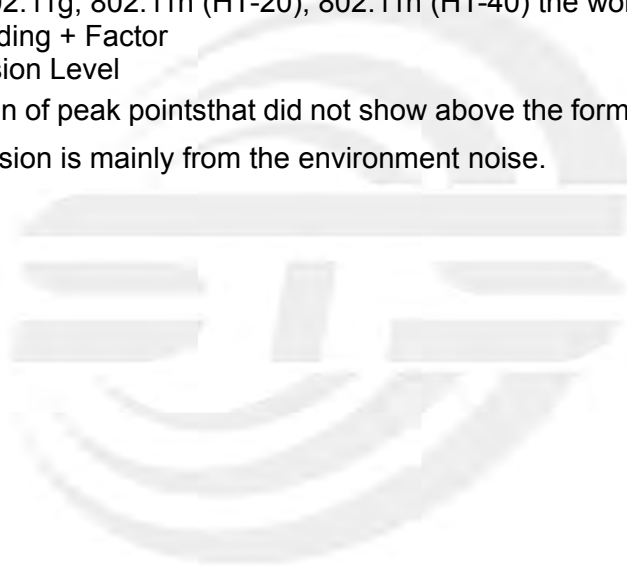 02.11g, 802.11n (HT-20), 802.11n (HT-40) the wo
ding + Factor
sion Level
n of peak pointsthat did not show above the form
sion is mainly from the environment noise.